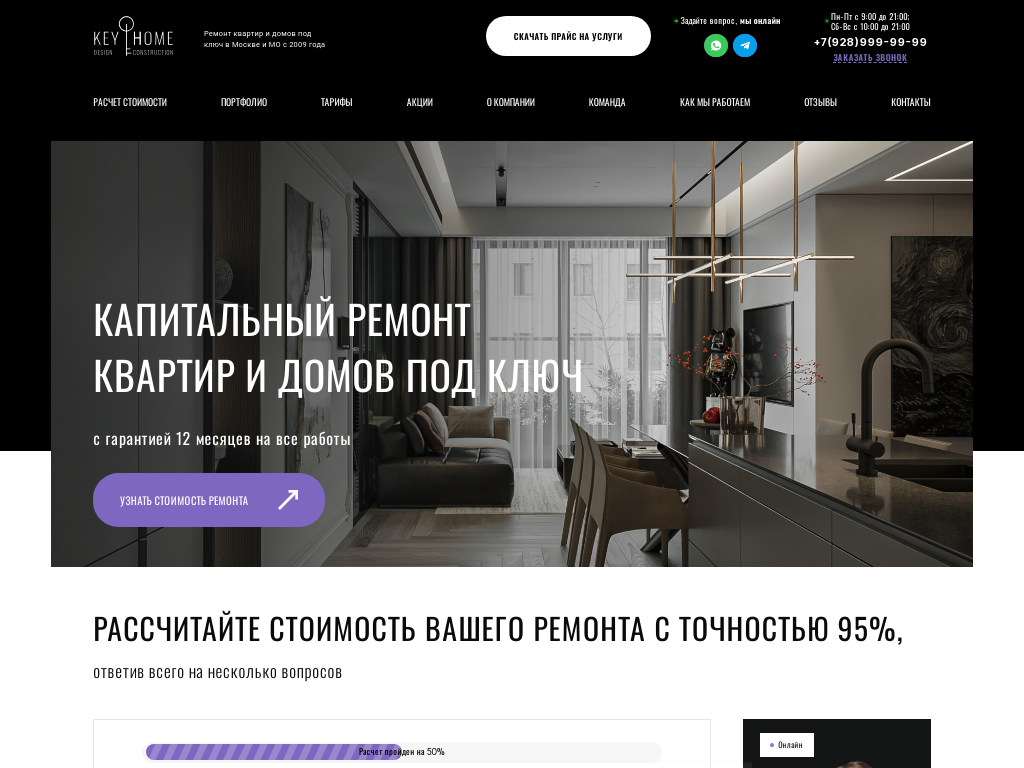 KEY HOME
DESIGN CONSTRUCTION
Ремонт квартир и домов под
ключ в Москве и МО с 2009 года
СКАЧАТЬ ПРАЙС НА УСЛУГИ
Задайте вопрос, мы онлайн
Пн-Пт с 9:00 до 21:00;
Сб-Вс с 10:00 до 21:00
+7(928)999-99-99
ЗАКАЗАТЬ ЗВОНОК
РАСЧЕТ СТОИМОСТИ ПОРТФОЛИО ТАРИФЫ АКЦИИ О КОМПАНИИ КОМАНДА КАК МЫ РАБОТАЕМ ОТЗЫВЫ КОНТАКТЫ
КАПИТАЛЬНЫЙ РЕМОНТ
КВАРТИР И ДОМОВ ПОД КЛЮЧ
с гарантией 12 месяцев на все работы
УЗНАТЬ СТОИМОСТЬ РЕМОНТА
РАССЧИТАЙТЕ СТОИМОСТЬ ВАШЕГО РЕМОНТА С ТОЧНОСТЬЮ 95%,
ответив всего на несколько вопросов
Расчет пройден на 50%
Онлайн